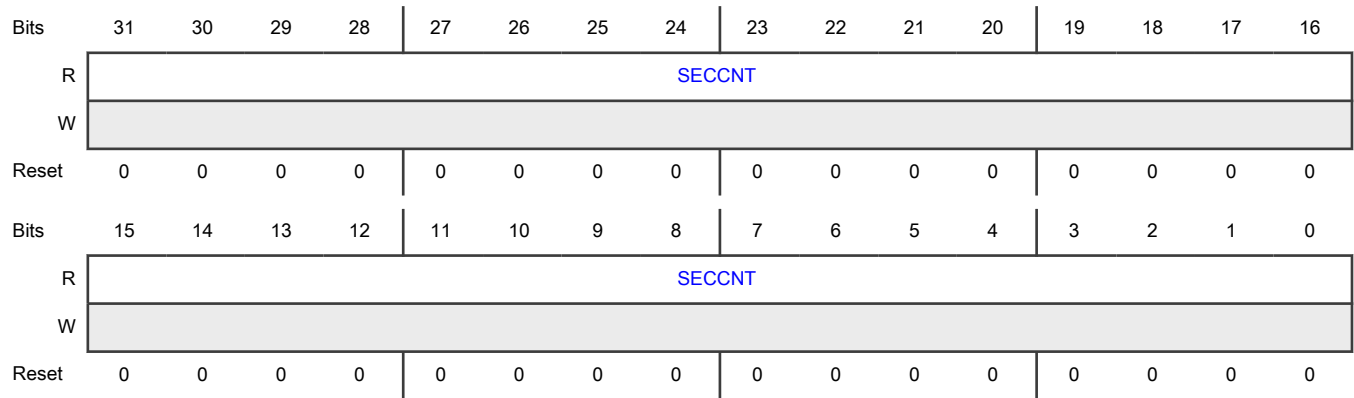 Bits 31 30 29 28 27 26 25 24 23 22 21 20 19 18 17 16
R SECCNT
W
Reset 0 0 0 0 0 0 0 0 0 0 0 0 0 0 0 0
Bits 15 14 13 12 11 10 9 8 7 6 5 4 3 2 1 0
R SECCNT
W
Reset 0 0 0 0 0 0 0 0 0 0 0 0 0 0 0 0